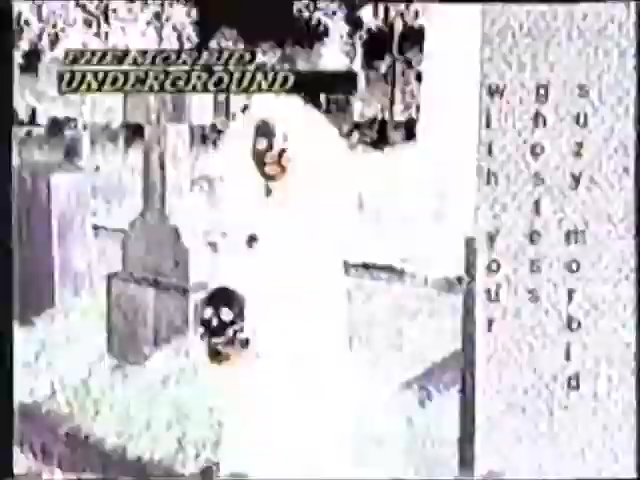 THE MORBID
UNDERGROUND
with your
ghostess
suzy morbid